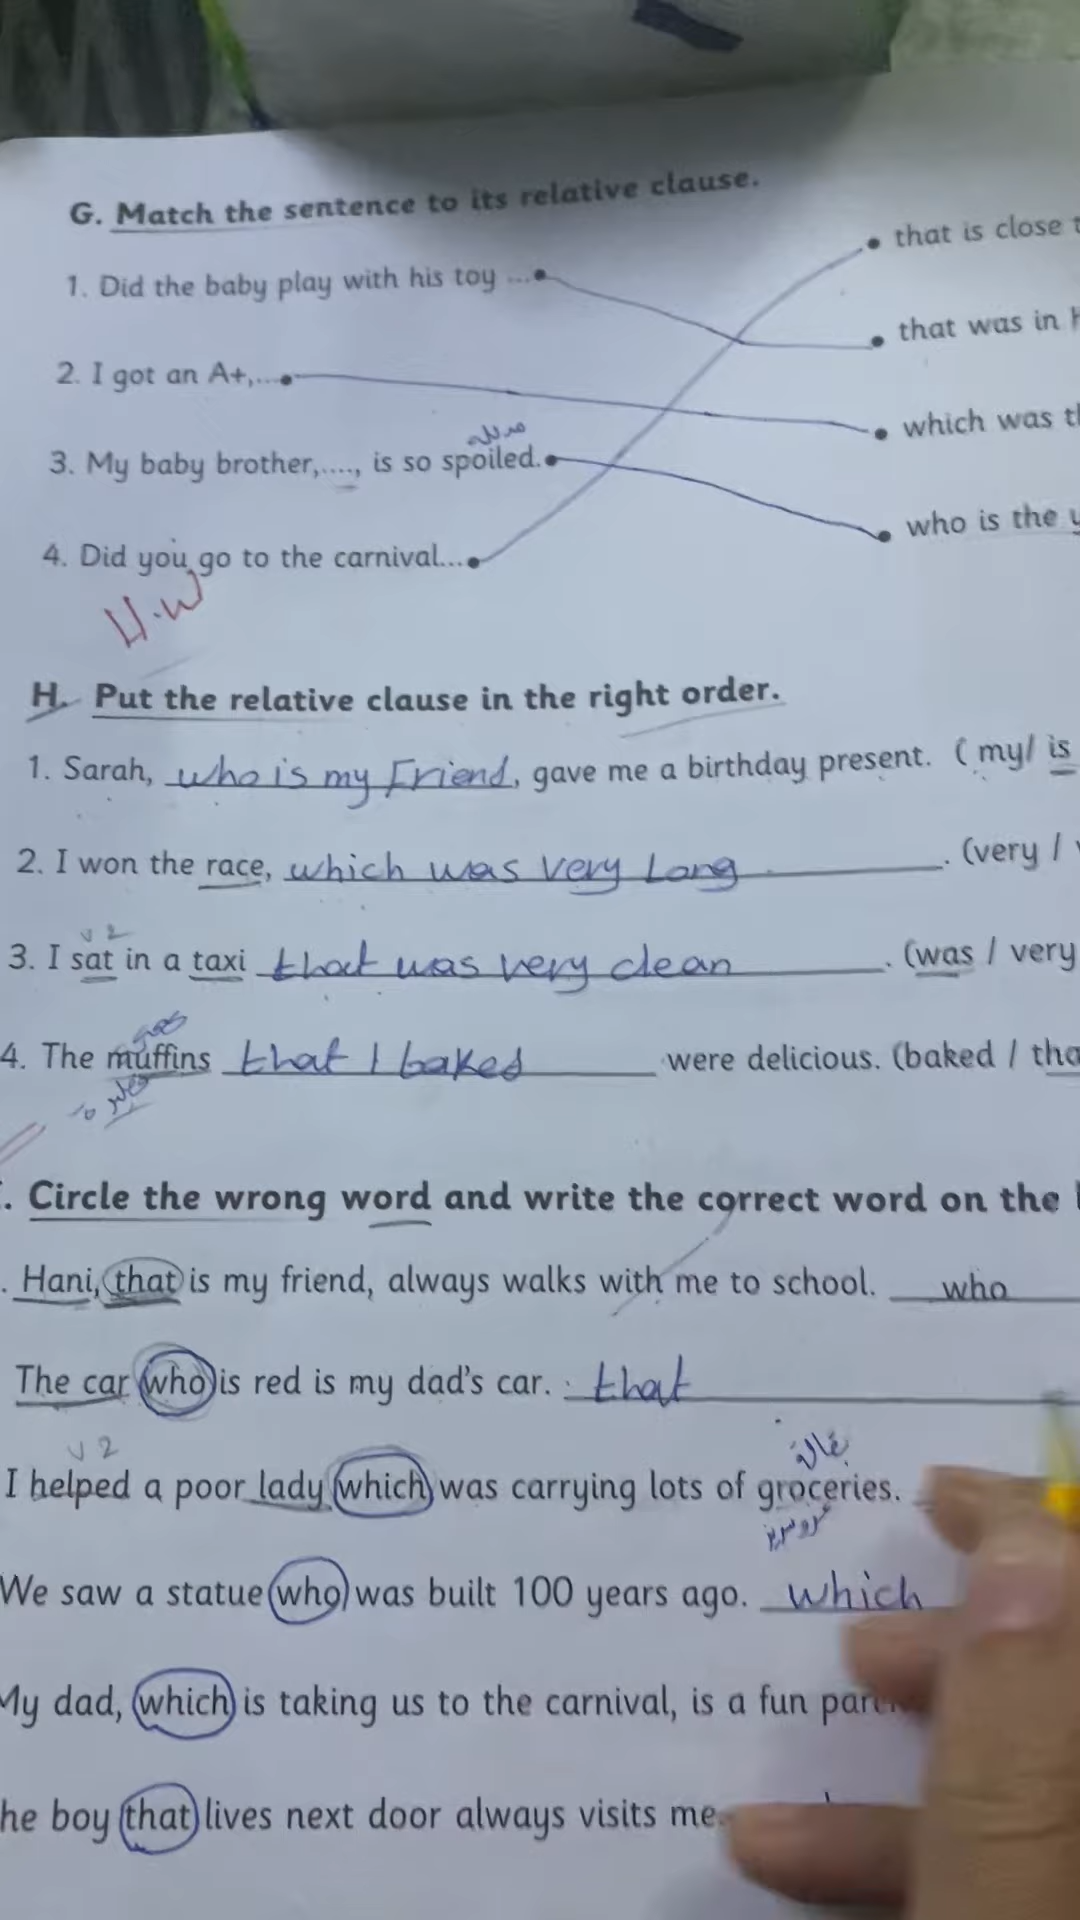 G. Match the sentence to its relative clause.
that is close
1. Did the baby play with his toy ...
that was in
2. I got an A+,...
which was
مدلله
3. My baby brother,...., is so spoiled.
who is the
4. Did you go to the carnival...
H.W
H. Put the relative clause in the right order.
1. Sarah, who is my Friend, gave me a birthday present. ( my/ is
2. I won the race, which was very Long. (very /
v 2
3. I sat in a taxi that was very clean. (was / very
4. The muffins that I baked were delicious. (baked /
. Circle the wrong word and write the correct word on the
. Hani, that is my friend, always walks with me to school. who
The car who is red is my dad's car. that
v 2
I helped a poor lady which was carrying lots of groceries.
We saw a statue who was built 100 years ago. which
My dad, which is taking us to the carnival, is a fun
he boy that lives next door always visits me.